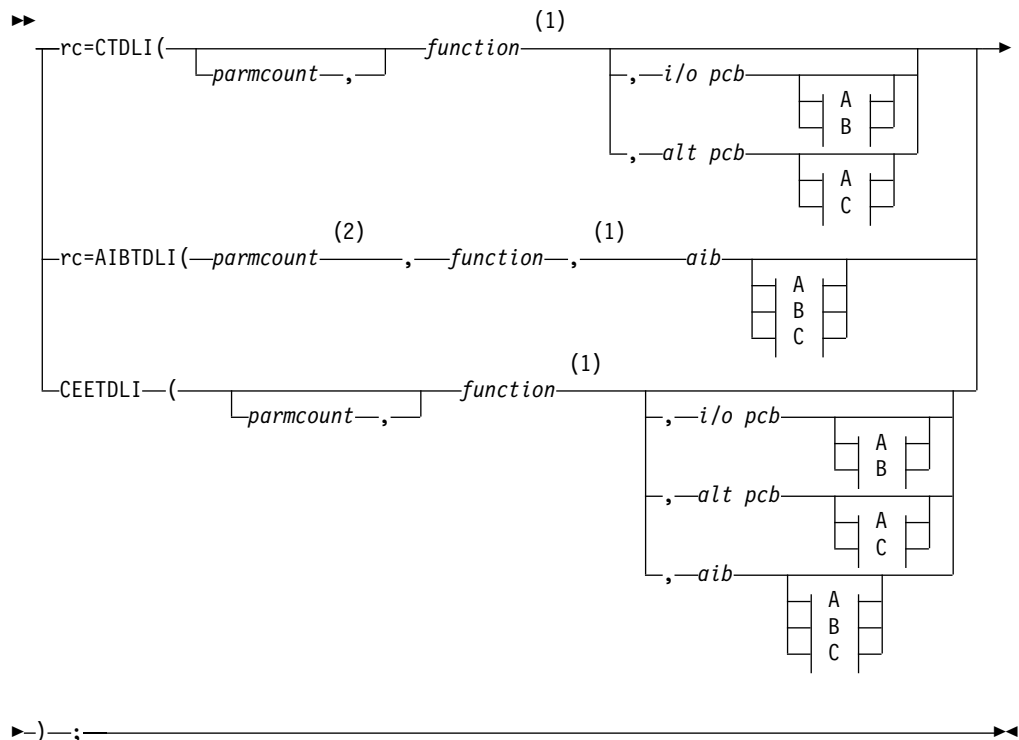 (1)
rc=CTDLI( function
parmcount , , i/o pcb
A
B
, alt pcb
A
C
(2) (1)
rc=AIBTDLI( parmcount , function , aib
A
B
C
(1)
CEETDLI ( function
parmcount , , i/o pcb
A
B
, alt pcb
A
C
, aib
A
B
C
) ;